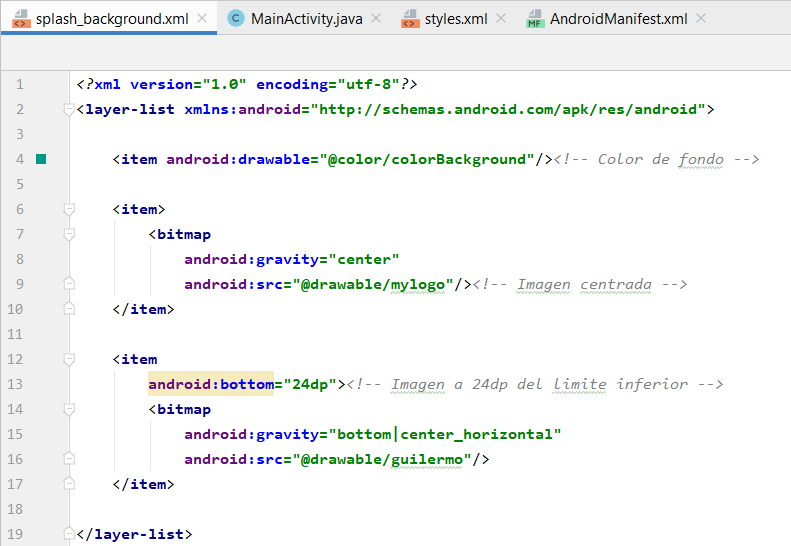 splash_background.xml MainActivity.java styles.xml AndroidManifest.xml
1 <?xml version="1.0" encoding="utf-8"?>
2 <layer-list xmlns:android="http://schemas.android.com/apk/res/android">
3
4 <item android:drawable="@color/colorBackground"/><!-- Color de fondo -->
5
6 <item>
7 <bitmap
8 android:gravity="center"
9 android:src="@drawable/mylogo"/><!-- Imagen centrada -->
10 </item>
11
12 <item
13 android:bottom="24dp"><!-- Imagen a 24dp del limite inferior -->
14 <bitmap
15 android:gravity="bottom|center_horizontal"
16 android:src="@drawable/guilermo"/>
17 </item>
18
19 </layer-list>